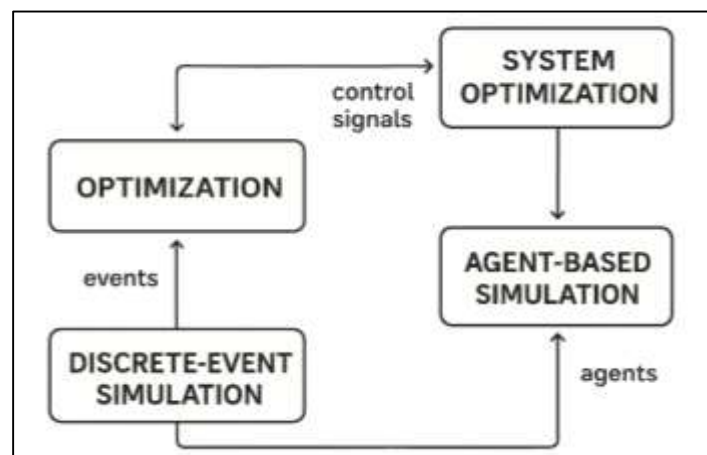 SYSTEM
OPTIMIZATION
control
signals
OPTIMIZATION
events
AGENT-BASED
SIMULATION
DISCRETE-EVENT
SIMULATION
agents